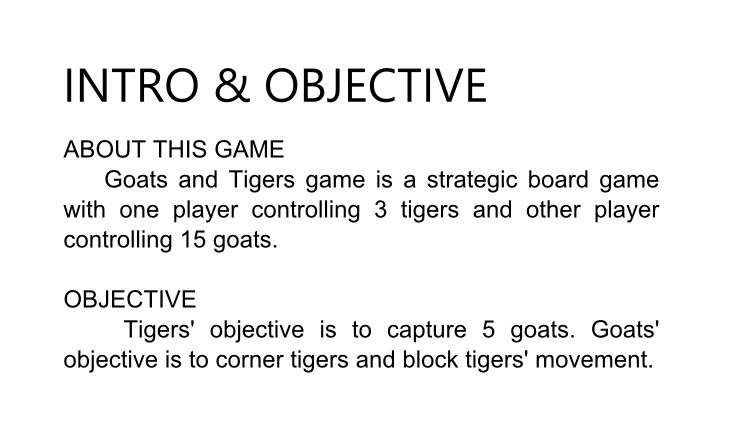 INTRO & OBJECTIVE
ABOUT THIS GAME
Goats and Tigers game is a strategic board game
with one player controlling 3 tigers and other player
controlling 15 goats.
OBJECTIVE
Tigers' objective is to capture 5 goats. Goats'
objective is to corner tigers and block tigers' movement.